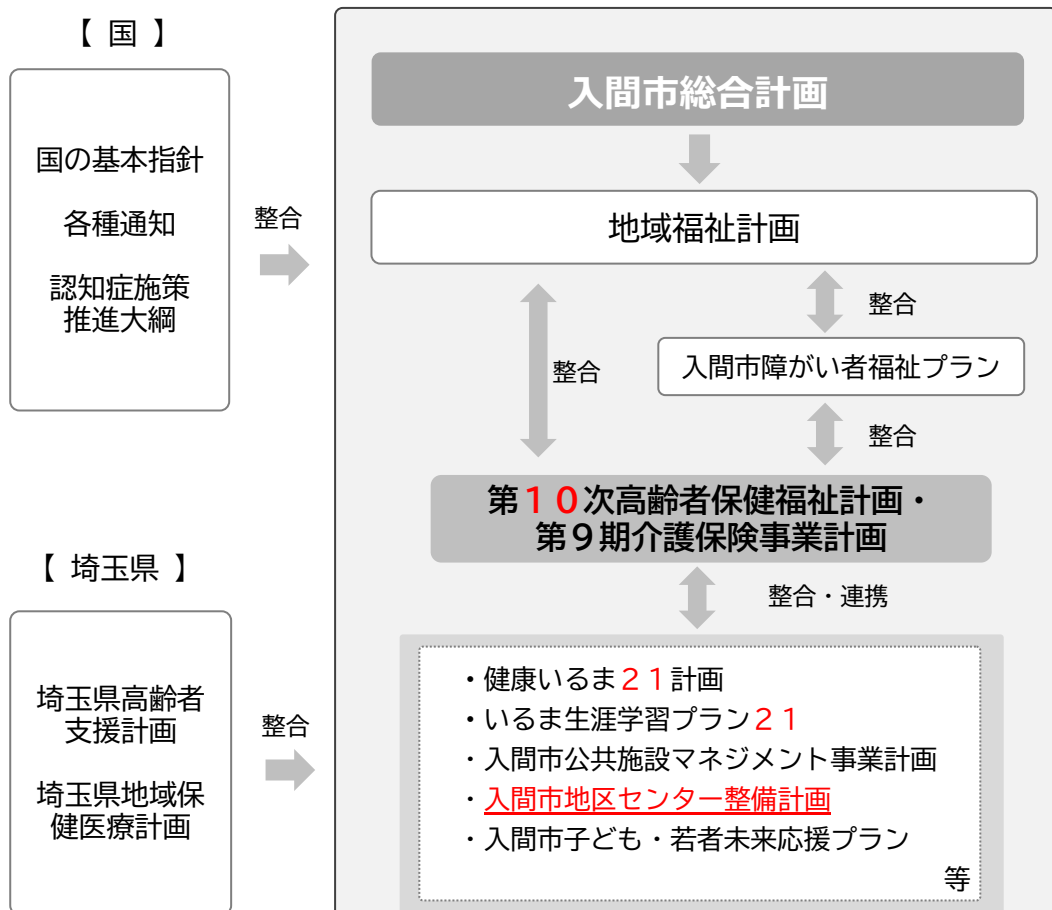 【 国 】
国の基本指針
各種通知
認知症施策
推進大綱
整合
【 埼玉県 】
埼玉県高齢者
支援計画
埼玉県地域保
健医療計画
整合
入間市総合計画
地域福祉計画
整合
入間市障がい者福祉プラン
整合
整合
第１０次高齢者保健福祉計画・
第９期介護保険事業計画
整合・連携
・健康いるま２１計画
・いるま生涯学習プラン２１
・入間市公共施設マネジメント事業計画
・入間市地区センター整備計画
・入間市子ども・若者未来応援プラン
等